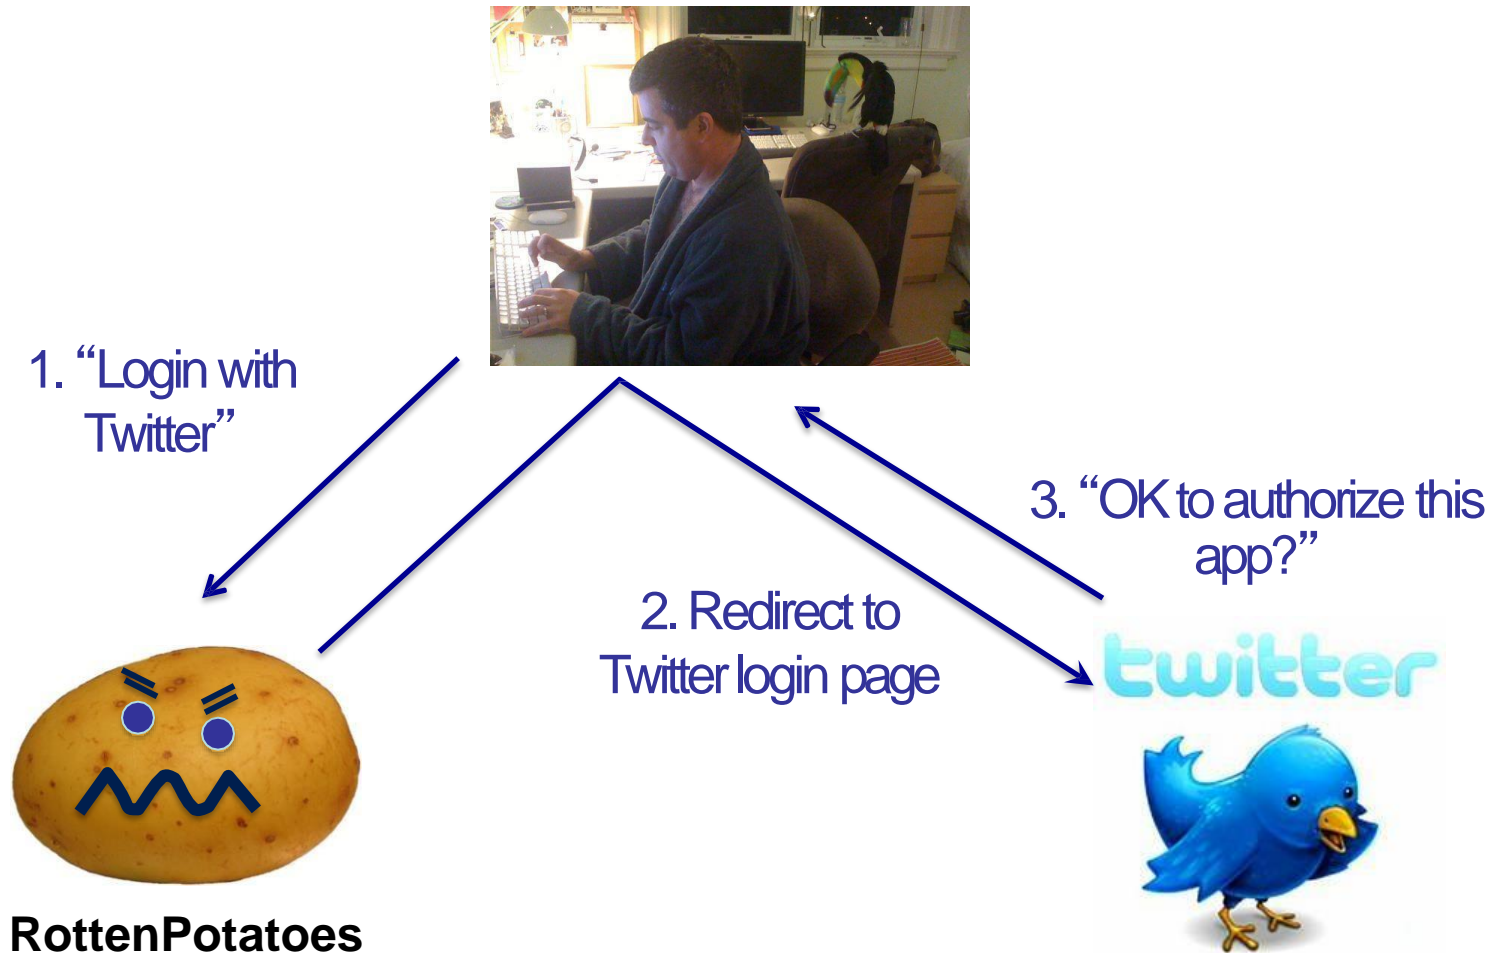 1. “Login with
Twitter”
3. “OK to authorize this
app?”
2. Redirect to
Twitter login page
twitter
RottenPotatoes